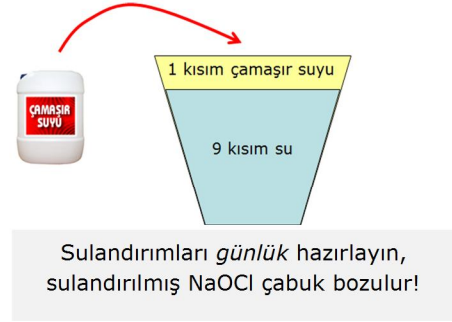 1 kısım çamaşır suyu
ÇAMAŞIR
SUYU
9 kısım su
Sulandırımları günlük hazırlayın,
sulandırılmış NaOCl çabuk bozulur!